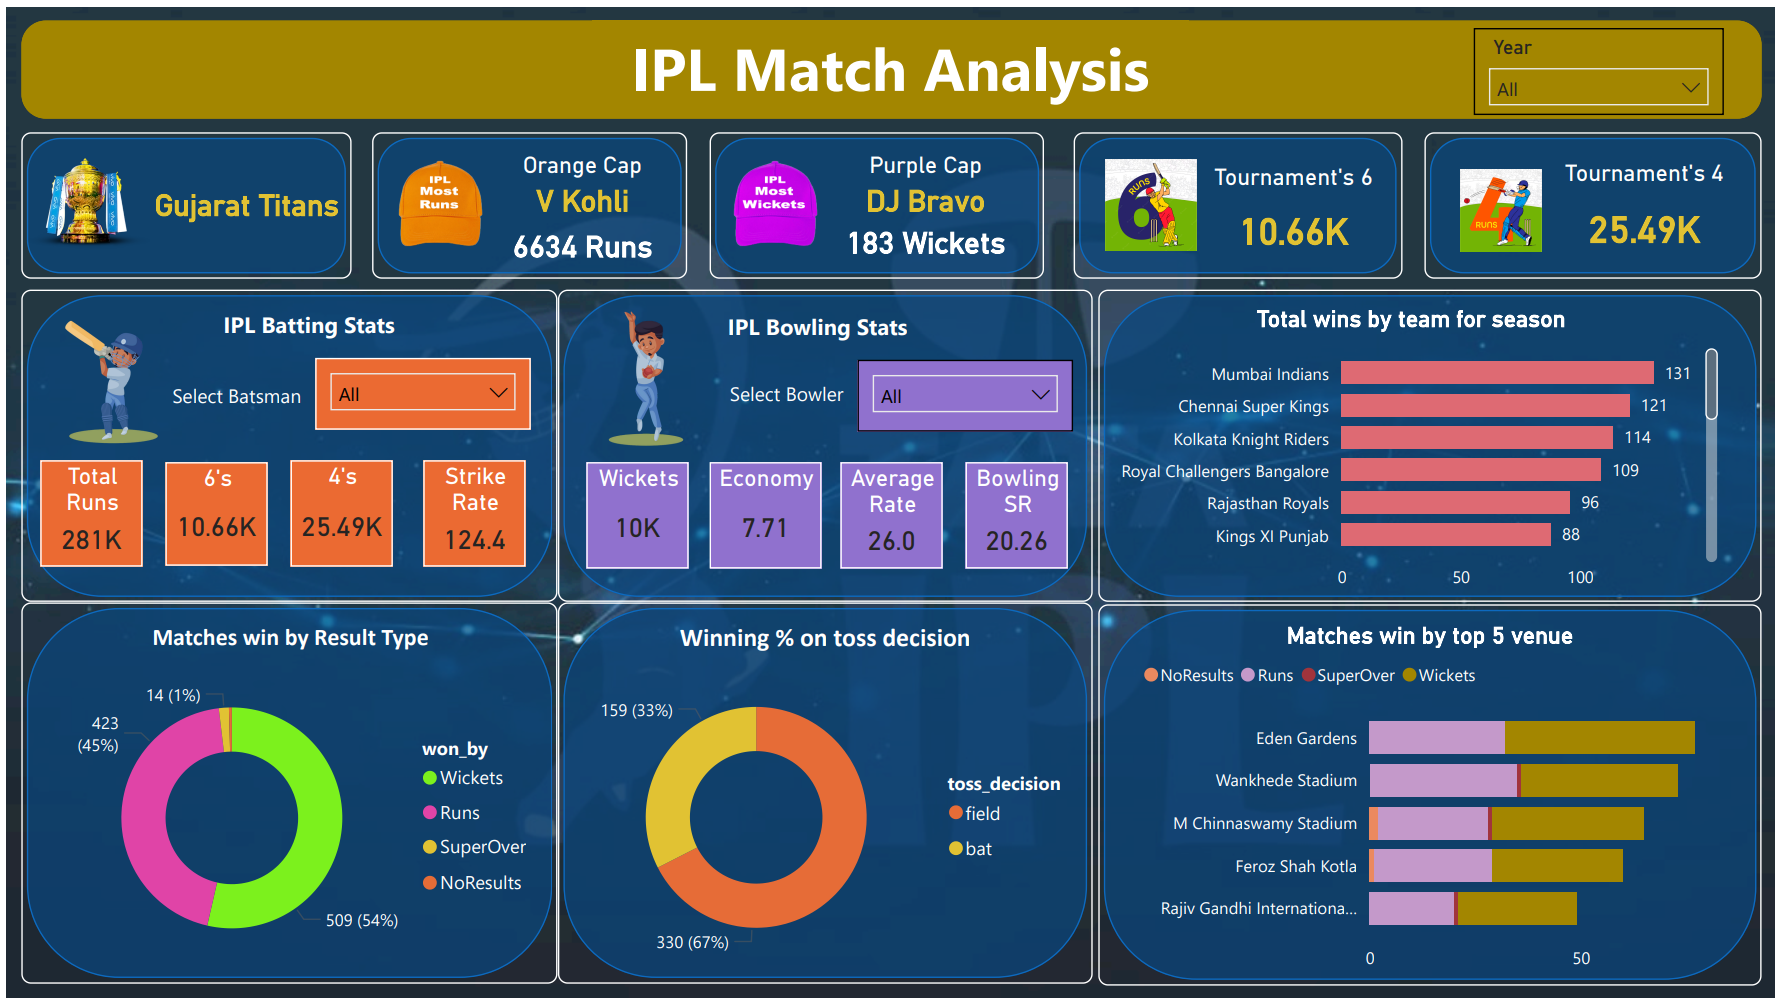 IPL Match Analysis
Year
All
Gujarat Titans
IPL
Most
Runs
Orange Cap
V Kohli
6634 Runs
IPL
Most
Wickets
Purple Cap
DJ Bravo
183 Wickets
RUNS
6
Tournament's 6
10.66K
4
RUNS
Tournament's 4
25.49K
IPL Batting Stats
Select Batsman
All
Total
Runs
281K
6's
10.66K
4's
25.49K
Strike
Rate
124.4
IPL Bowling Stats
Select Bowler
All
Wickets
10K
Economy
7.71
Average
Rate
26.0
Bowling
SR
20.26
Total wins by team for season
Mumbai Indians 131
Chennai Super Kings 121
Kolkata Knight Riders 114
Royal Challengers Bangalore 109
Rajasthan Royals 96
Kings XI Punjab 88
0 50 100
Matches win by Result Type
14 (1%)
423
(45%)
509 (54%)
won_by
Wickets
Runs
SuperOver
NoResults
Winning % on toss decision
159 (33%)
330 (67%)
toss_decision
field
bat
Matches win by top 5 venue
NoResults Runs SuperOver Wickets
Eden Gardens
Wankhede Stadium
M Chinnaswamy Stadium
Feroz Shah Kotla
Rajiv Gandhi Internationa...
0 50
IPL